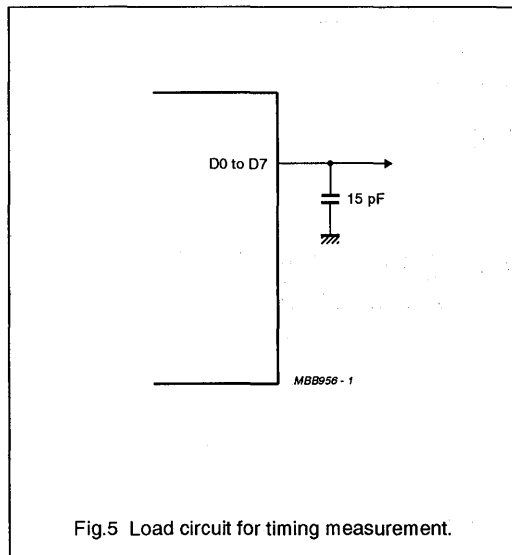 D0 to D7
15 pF
MBB956 - 1
Fig.5 Load circuit for timing measurement.